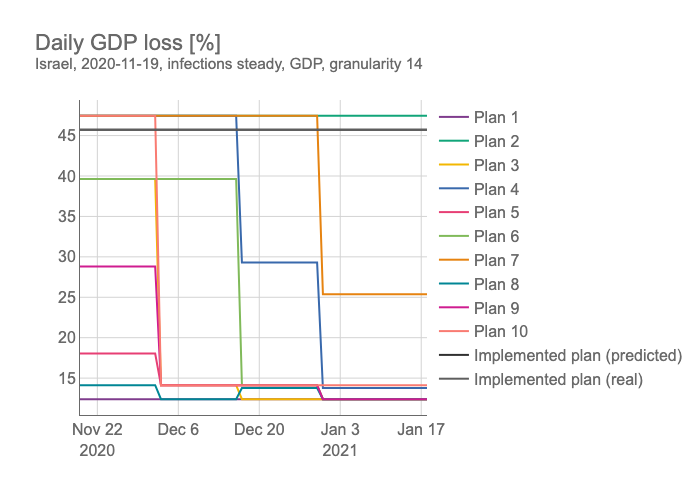 Daily GDP loss [%]
Israel, 2020-11-19, infections steady, GDP, granularity 14
45
40
35
30
25
20
15
Nov 22
2020
Dec 6
Dec 20
Jan 3
2021
Jan 17
Plan 1
Plan 2
Plan 3
Plan 4
Plan 5
Plan 6
Plan 7
Plan 8
Plan 9
Plan 10
Implemented plan (predicted)
Implemented plan (real)